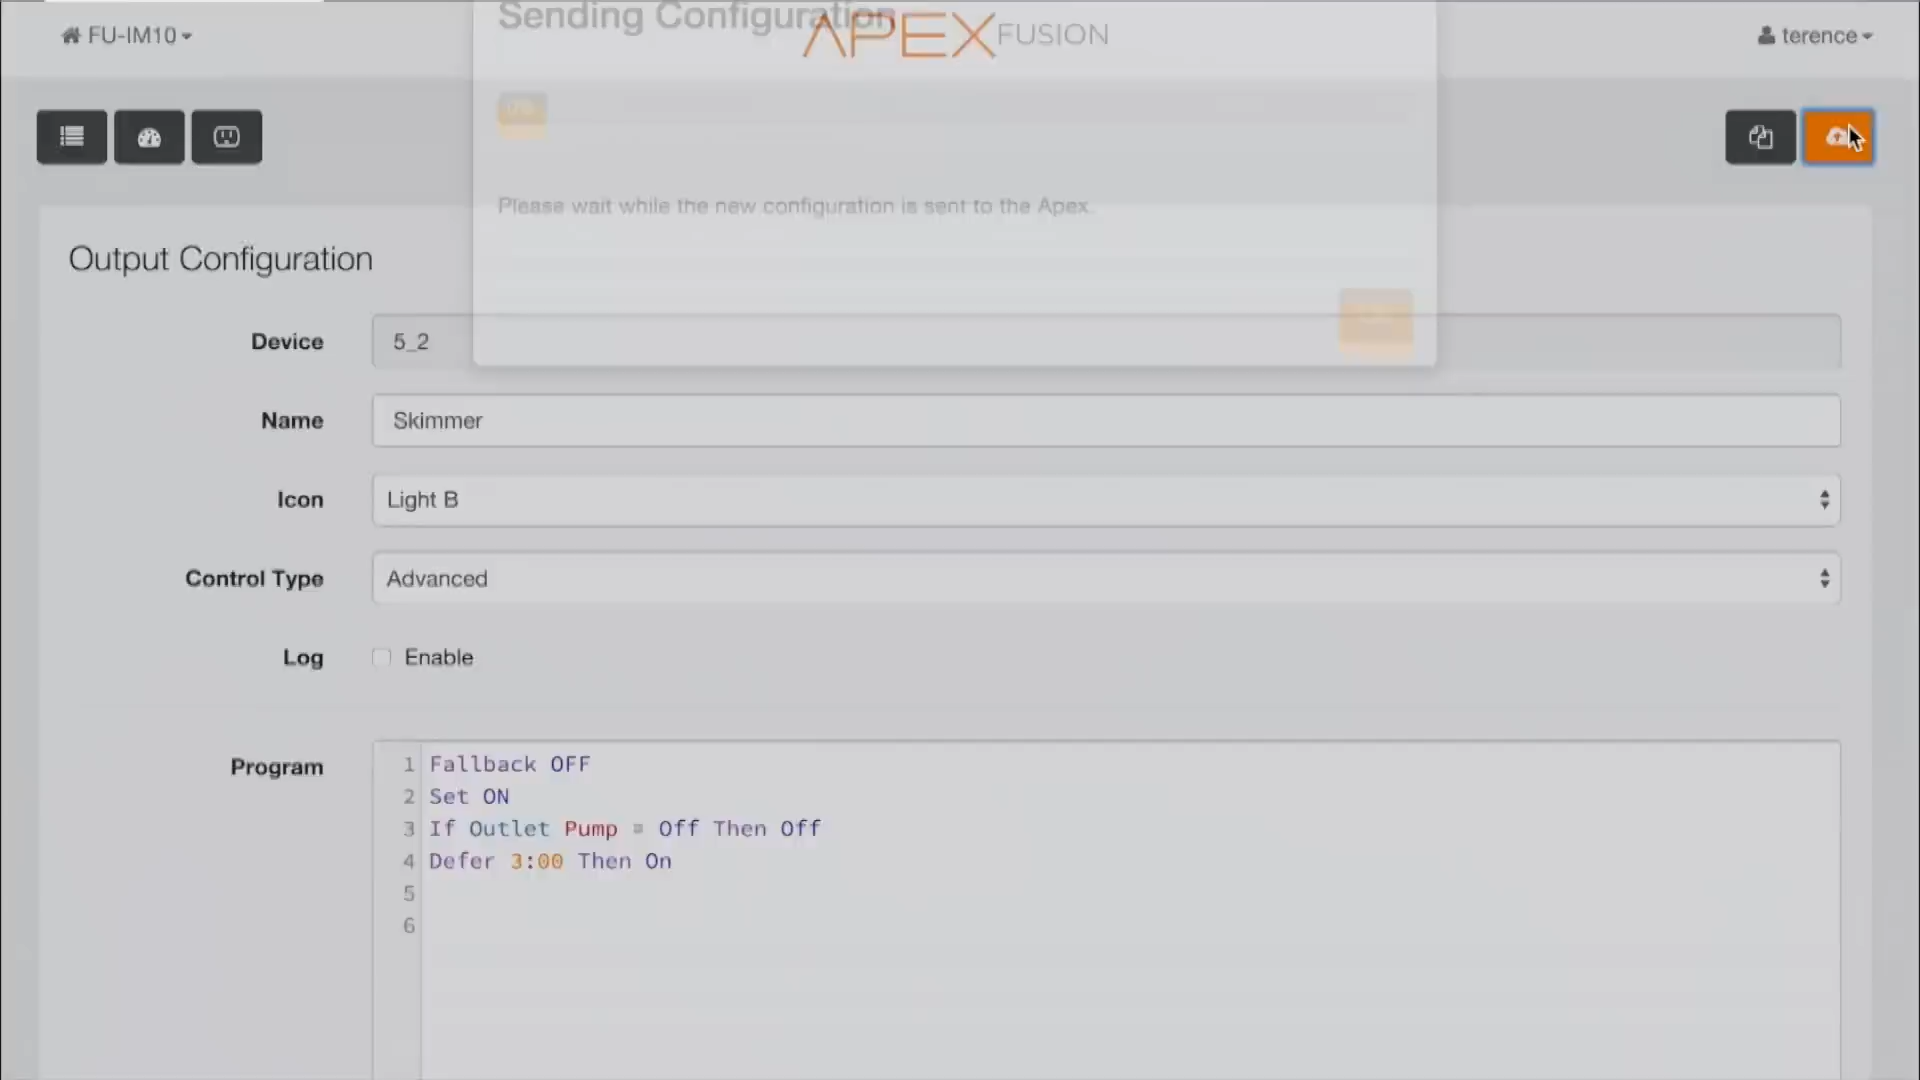 Sending Configuration
FU-IM10
APEX FUSION
terence
Please wait while the new configuration is sent to the Apex.
Output Configuration
Device
5_2
Name
Skimmer
Icon
Light B
Control Type
Advanced
Log
Enable
Program
1 Fallback OFF
2 Set ON
3 If Outlet Pump = Off Then Off
4 Defer 3:00 Then On
5
6